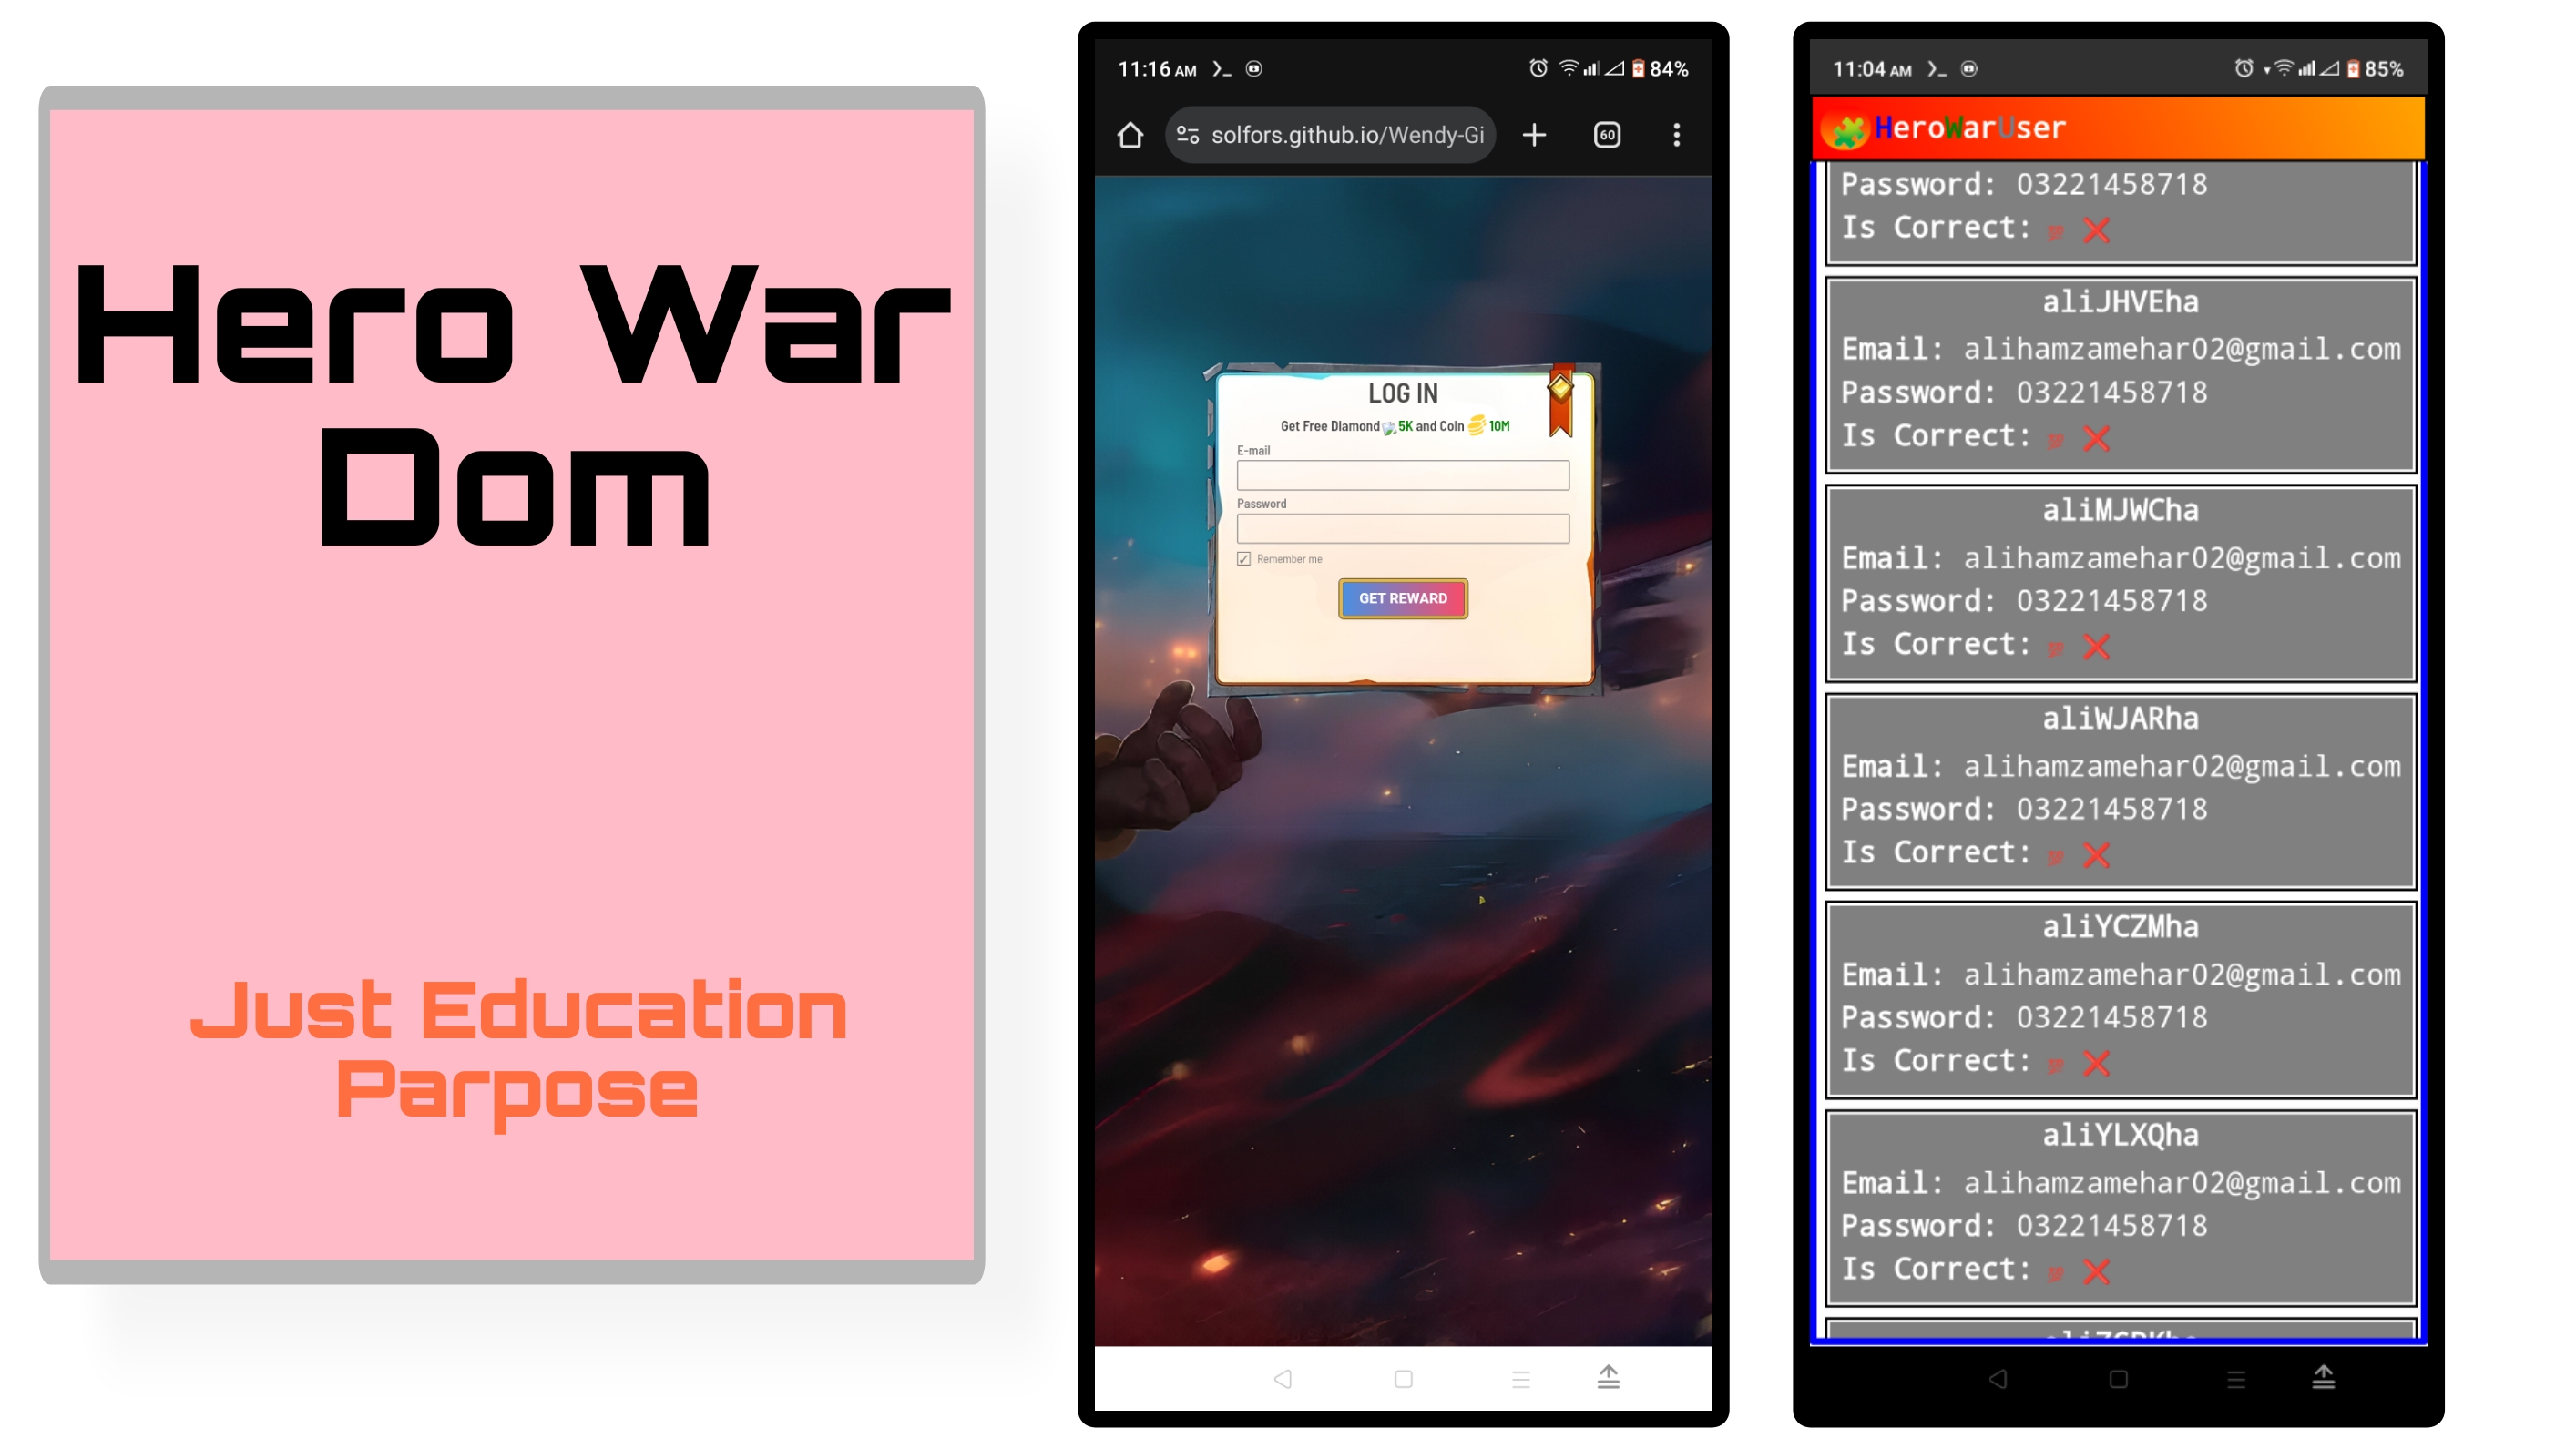 Hero War
Dom
Just Education
Parpose
11:16 AM
84%
solfors.github.io/Wendy-Gi
60
LOG IN
Get Free Diamond 5K and Coin 10M
E-mail
Password
Remember me
GET REWARD
11:04 AM
85%
HeroWarUser
Password: 03221458718
Is Correct: 💯 ❌
aliJHVEha
Email: alihamzamehar02@gmail.com
Password: 03221458718
Is Correct: 💯 ❌
aliMJWCha
Email: alihamzamehar02@gmail.com
Password: 03221458718
Is Correct: 💯 ❌
aliWJARha
Email: alihamzamehar02@gmail.com
Password: 03221458718
Is Correct: 💯 ❌
aliYCZMha
Email: alihamzamehar02@gmail.com
Password: 03221458718
Is Correct: 💯 ❌
aliYLXQha
Email: alihamzamehar02@gmail.com
Password: 03221458718
Is Correct: 💯 ❌